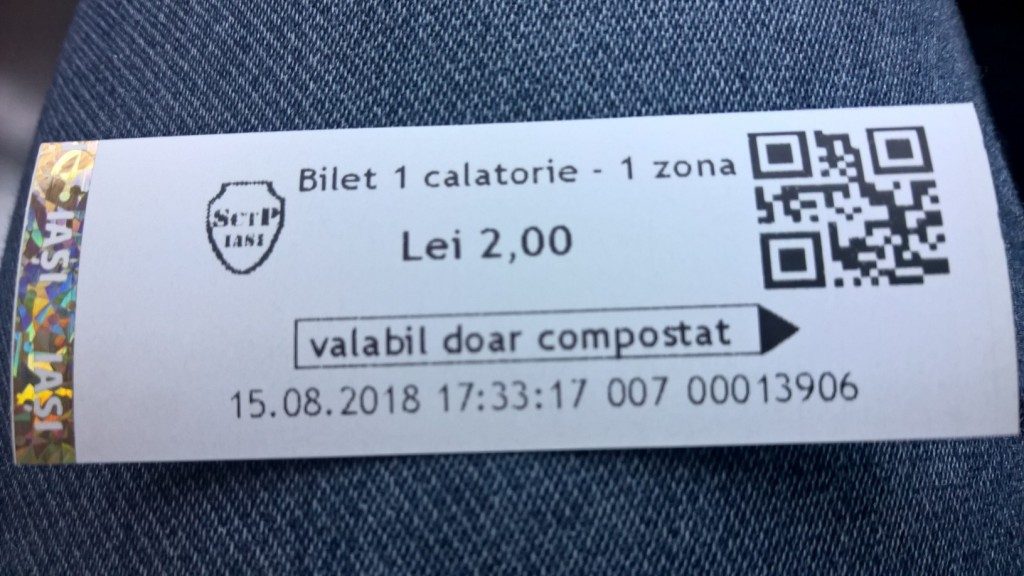 Bilet 1 calatorie - 1 zona
SCTP
IASI
Lei 2,00
valabil doar compostat
15.08.2018 17:33:17 007 00013906
IASI
IASI